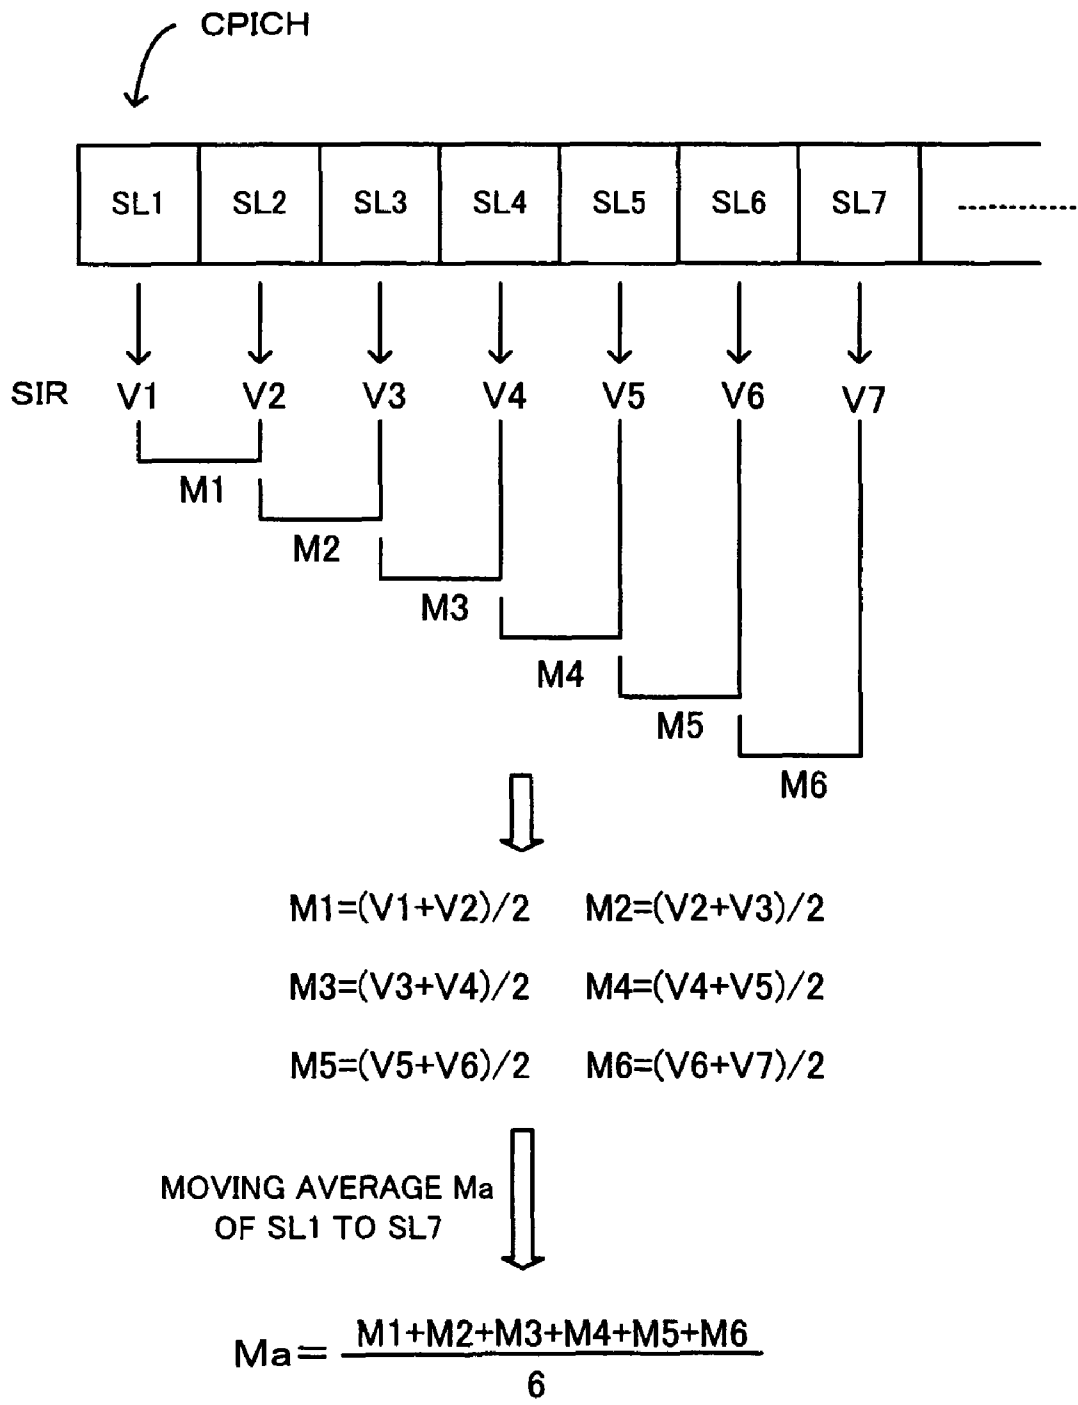 CPICH
SL1 SL2 SL3 SL4 SL5 SL6 SL7 ..........
SIR V1 V2 V3 V4 V5 V6 V7
M1
M2
M3
M4
M5
M6
M1=(V1+V2)/2 M2=(V2+V3)/2
M3=(V3+V4)/2 M4=(V4+V5)/2
M5=(V5+V6)/2 M6=(V6+V7)/2
MOVING AVERAGE Ma
OF SL1 TO SL7
M1+M2+M3+M4+M5+M6
Ma=
6